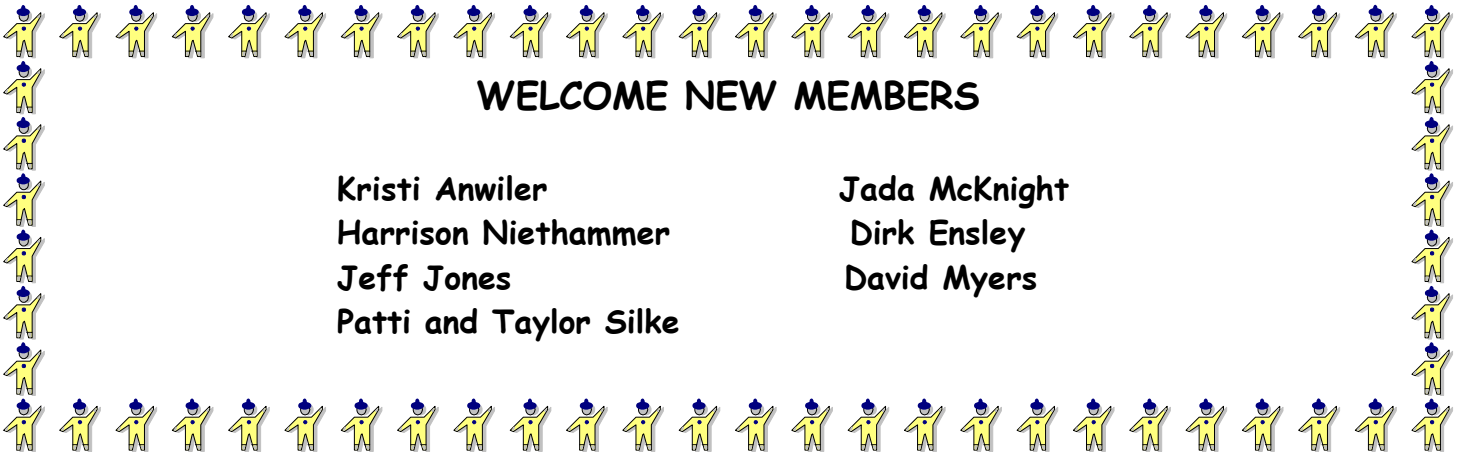 WELCOME NEW MEMBERS
Kristi Anwiler Jada McKnight
Harrison Niethammer Dirk Ensley
Jeff Jones David Myers
Patti and Taylor Silke